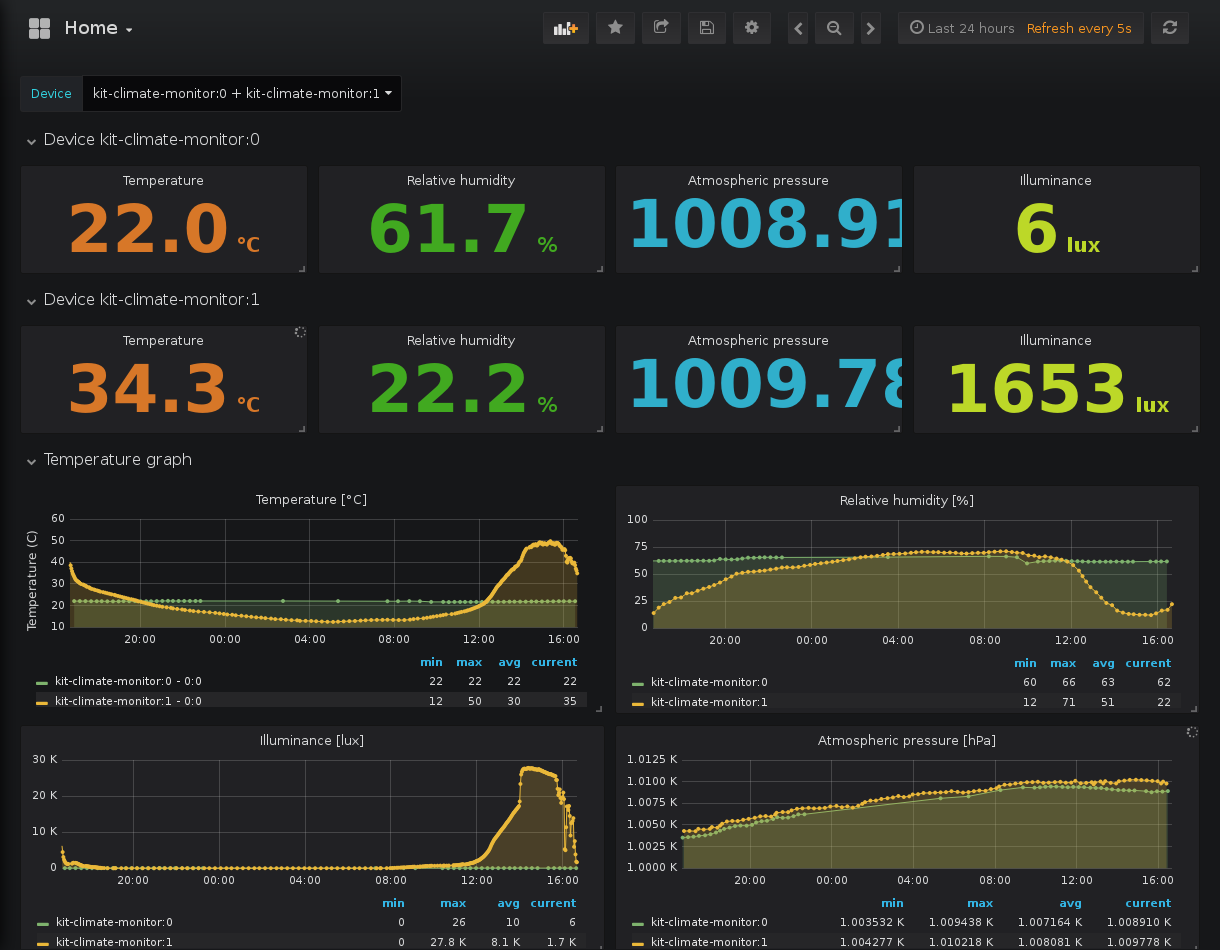 Home
Last 24 hours Refresh every 5s
Device kit-climate-monitor:0 + kit-climate-monitor:1
Device kit-climate-monitor:0
Temperature Relative humidity Atmospheric pressure Illuminance
22.0 °C 61.7 % 1008.91 6 lux
Device kit-climate-monitor:1
Temperature Relative humidity Atmospheric pressure Illuminance
34.3 °C 22.2 % 1009.78 1653 lux
Temperature graph
Temperature [°C]
Temperature (C)
60
50
40
30
20
10
20:00 00:00 04:00 08:00 12:00 16:00
min max avg current
kit-climate-monitor:0 - 0:0 22 22 22 22
kit-climate-monitor:1 - 0:0 12 50 30 35
Relative humidity [%]
100
75
50
25
0
20:00 00:00 04:00 08:00 12:00 16:00
min max avg current
kit-climate-monitor:0 60 66 63 62
kit-climate-monitor:1 12 71 51 22
Illuminance [lux]
30 K
20 K
10 K
0
20:00 00:00 04:00 08:00 12:00 16:00
min max avg current
kit-climate-monitor:0 0 26 10 6
kit-climate-monitor:1 0 27.8 K 8.1 K 1.7 K
Atmospheric pressure [hPa]
1.0125 K
1.0100 K
1.0075 K
1.0050 K
1.0025 K
1.0000 K
20:00 00:00 04:00 08:00 12:00 16:00
min max avg current
kit-climate-monitor:0 1.003532 K 1.009438 K 1.007164 K 1.008910 K
kit-climate-monitor:1 1.004277 K 1.010218 K 1.008081 K 1.009778 K